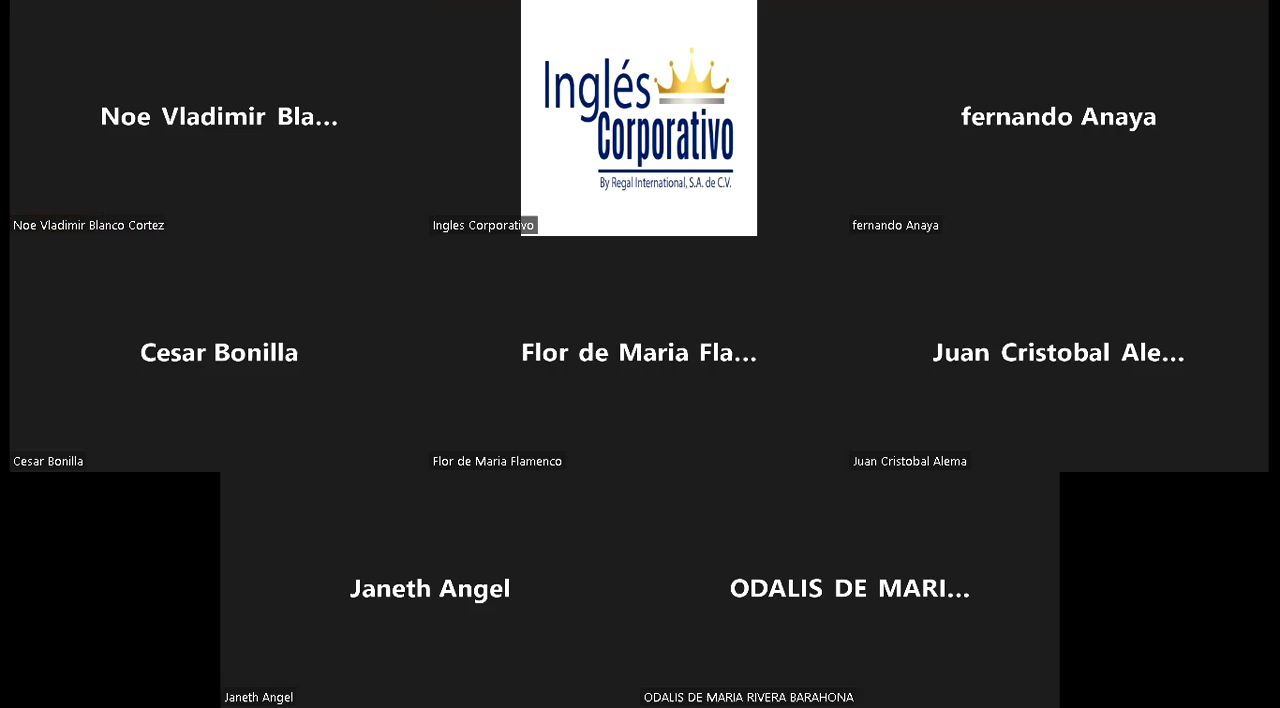 Noe Vladimir Bla...
Inglés
Corporativo
By Regal International, S.A. de C.V.
fernando Anaya
Noe Vladimir Blanco Cortez
Ingles Corporativo
fernando Anaya
Cesar Bonilla
Flor de Maria Fla...
Juan Cristobal Ale...
Cesar Bonilla
Flor de Maria Flamenco
Juan Cristobal Alema
Janeth Angel
ODALIS DE MARI...
Janeth Angel
ODALIS DE MARIA RIVERA BARAHONA